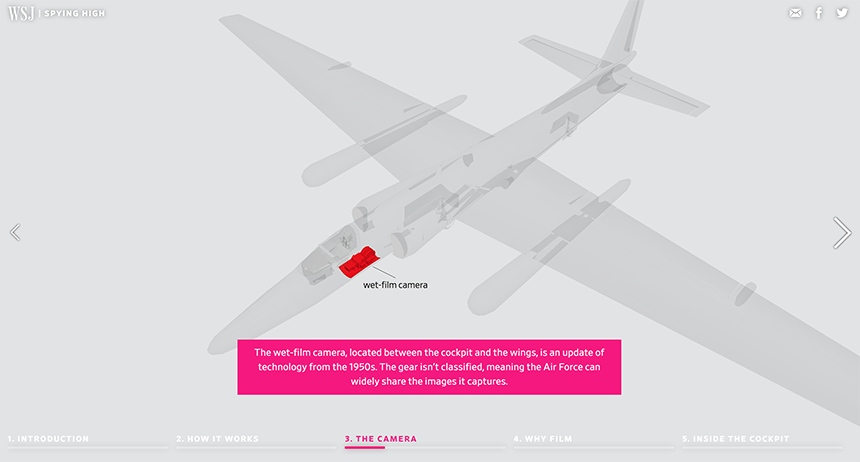 WSJ | SPYING HIGH
wet-film camera
The wet-film camera, located between the cockpit and the wings, is an update of
technology from the 1950s. The gear isn’t classified, meaning the Air Force can
widely share the images it captures.
1. INTRODUCTION
2. HOW IT WORKS
3. THE CAMERA
4. WHY FILM
5. INSIDE THE COCKPIT